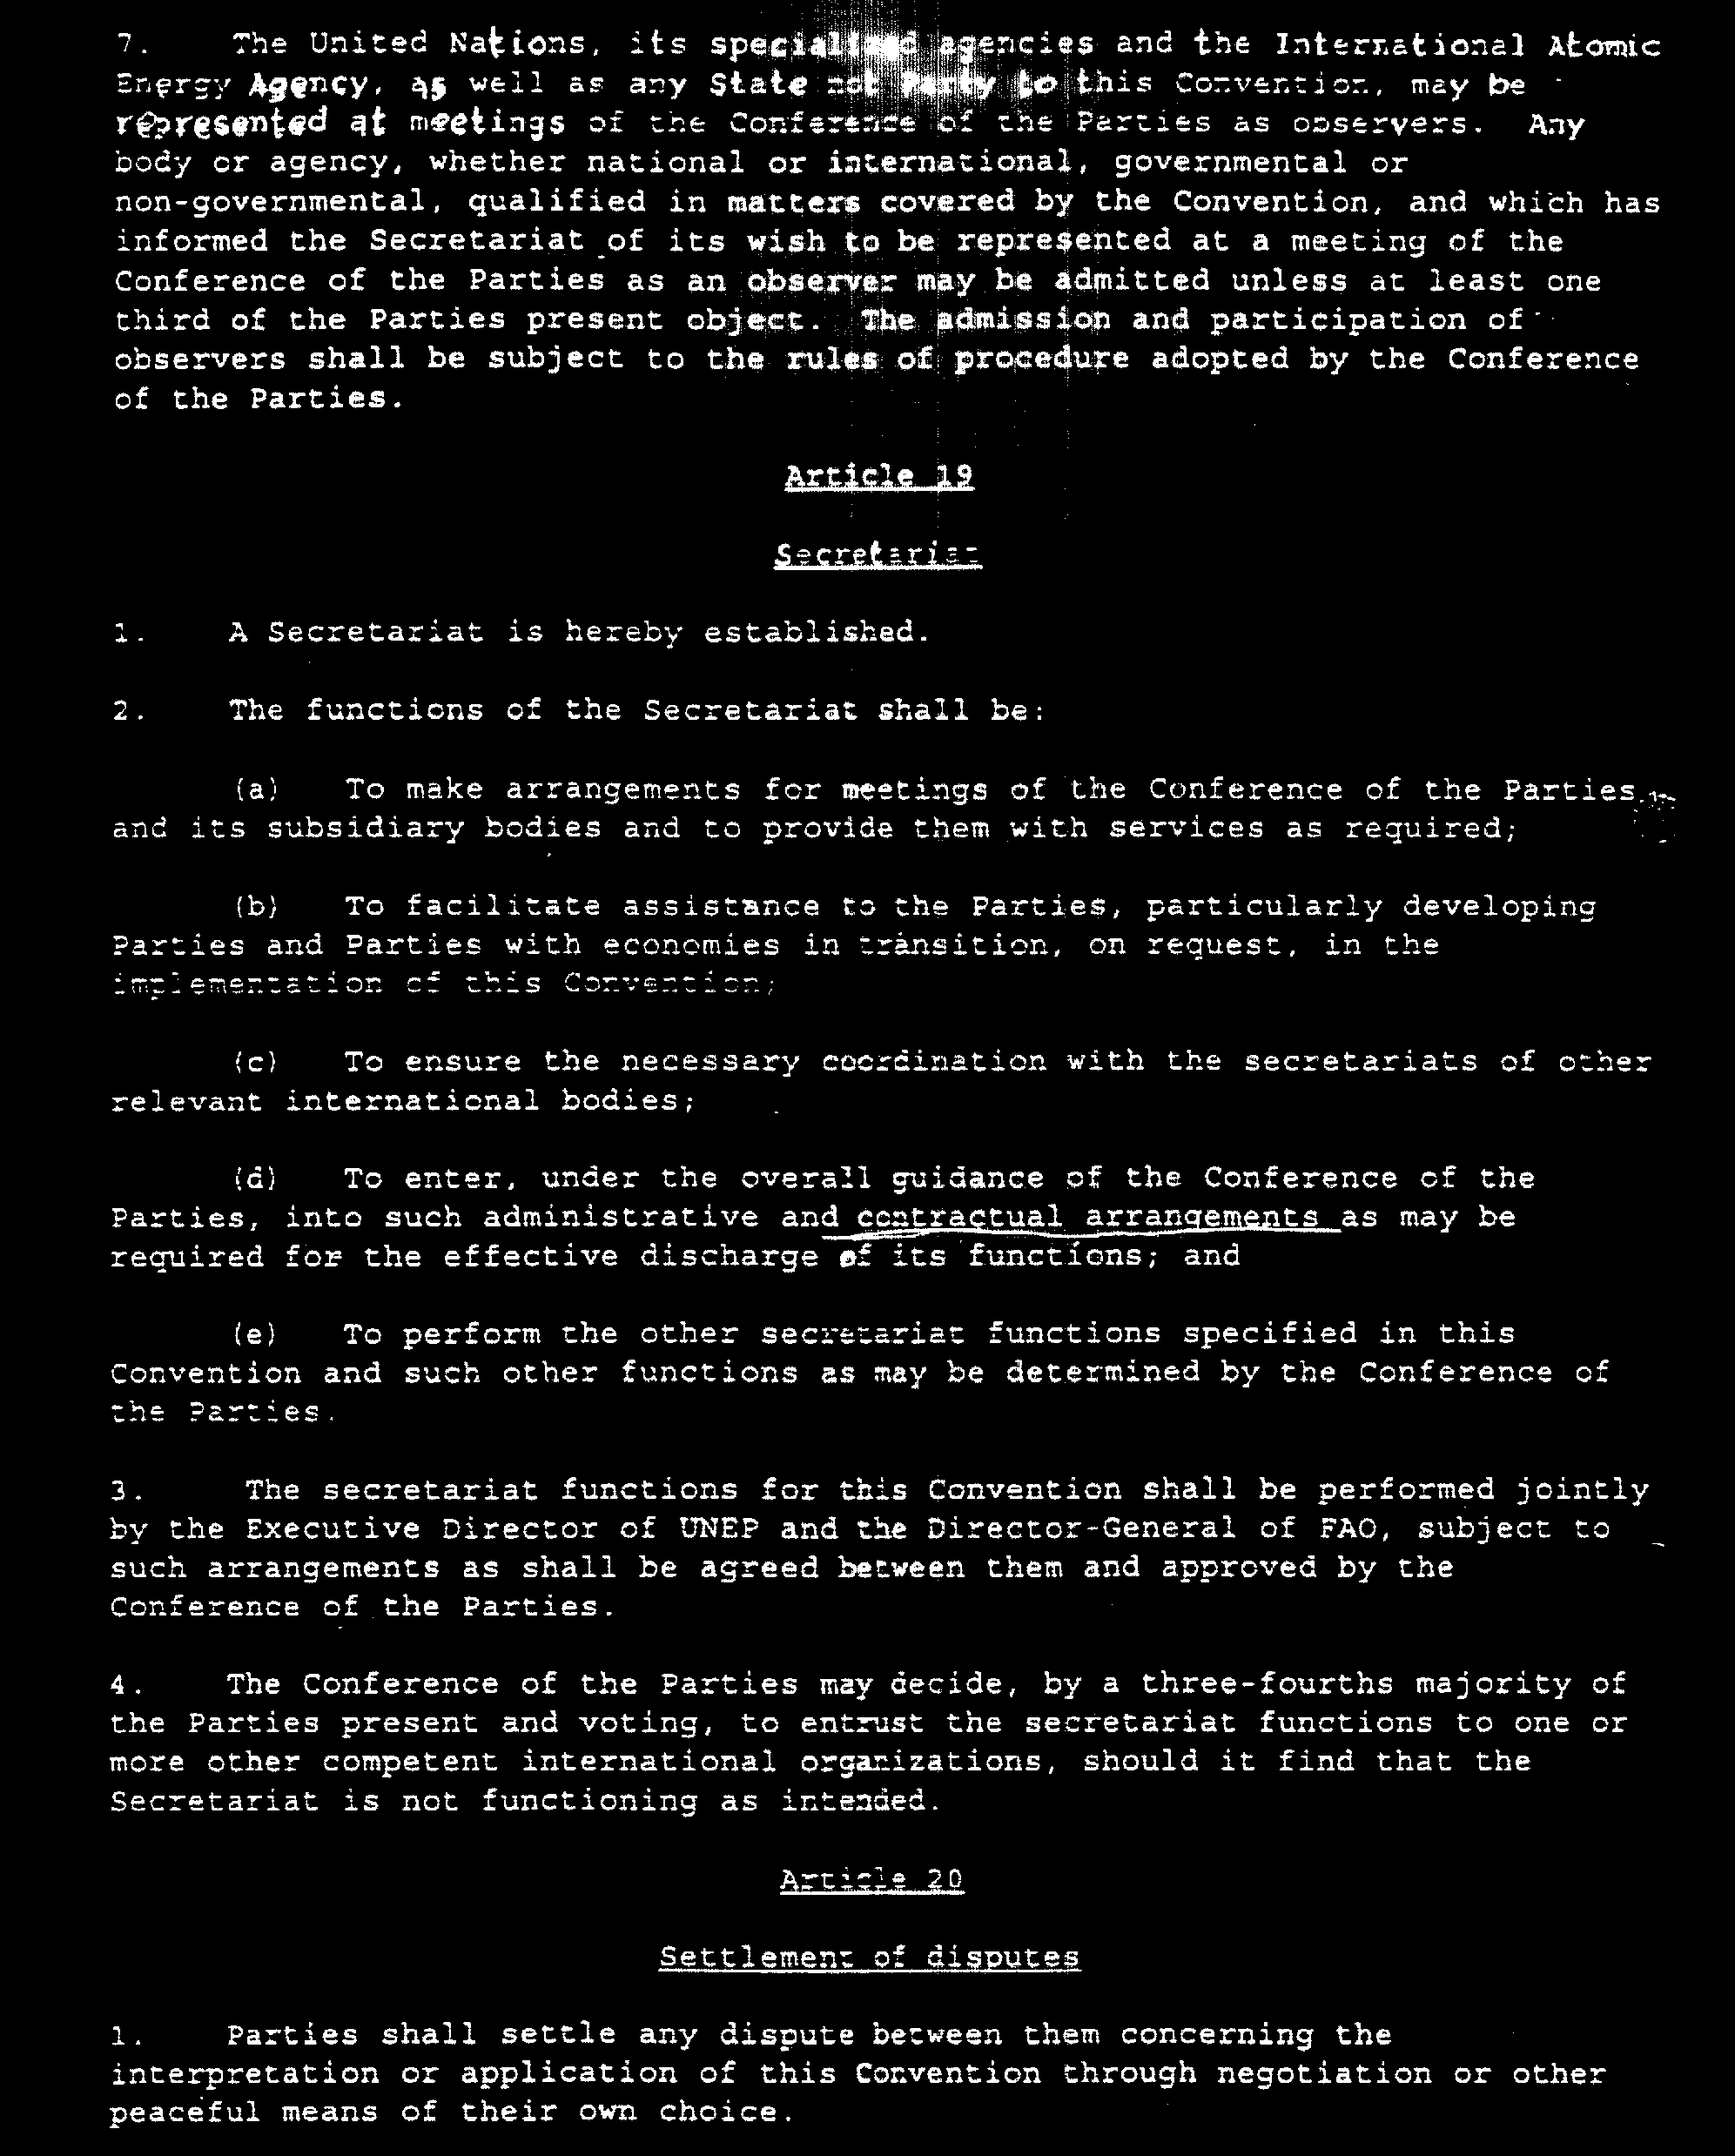 7. The United Nations, its specialized agencies and the International Atomic
Energy Agency, as well as any State not Party to this Convention, may be
represented at meetings of the Conference of the Parties as observers. Any
body or agency, whether national or international, governmental or
non-governmental, qualified in matters covered by the Convention, and which has
informed the Secretariat of its wish to be represented at a meeting of the
Conference of the Parties as an observer may be admitted unless at least one
third of the Parties present object. The admission and participation of
observers shall be subject to the rules of procedure adopted by the Conference
of the Parties.
Article 19
Secretariat
1. A Secretariat is hereby established.
2. The functions of the Secretariat shall be:
(a) To make arrangements for meetings of the Conference of the Parties
and its subsidiary bodies and to provide them with services as required;
(b) To facilitate assistance to the Parties, particularly developing
Parties and Parties with economies in transition, on request, in the
implementation of this Convention;
(c) To ensure the necessary coordination with the secretariats of other
relevant international bodies;
(d) To enter, under the overall guidance of the Conference of the
Parties, into such administrative and contractual arrangements as may be
required for the effective discharge of its functions; and
(e) To perform the other secretariat functions specified in this
Convention and such other functions as may be determined by the Conference of
the Parties.
3. The secretariat functions for this Convention shall be performed jointly
by the Executive Director of UNEP and the Director-General of FAO, subject to
such arrangements as shall be agreed between them and approved by the
Conference of the Parties.
4. The Conference of the Parties may decide, by a three-fourths majority of
the Parties present and voting, to entrust the secretariat functions to one or
more other competent international organizations, should it find that the
Secretariat is not functioning as intended.
Article 20
Settlement of disputes
1. Parties shall settle any dispute between them concerning the
interpretation or application of this Convention through negotiation or other
peaceful means of their own choice.